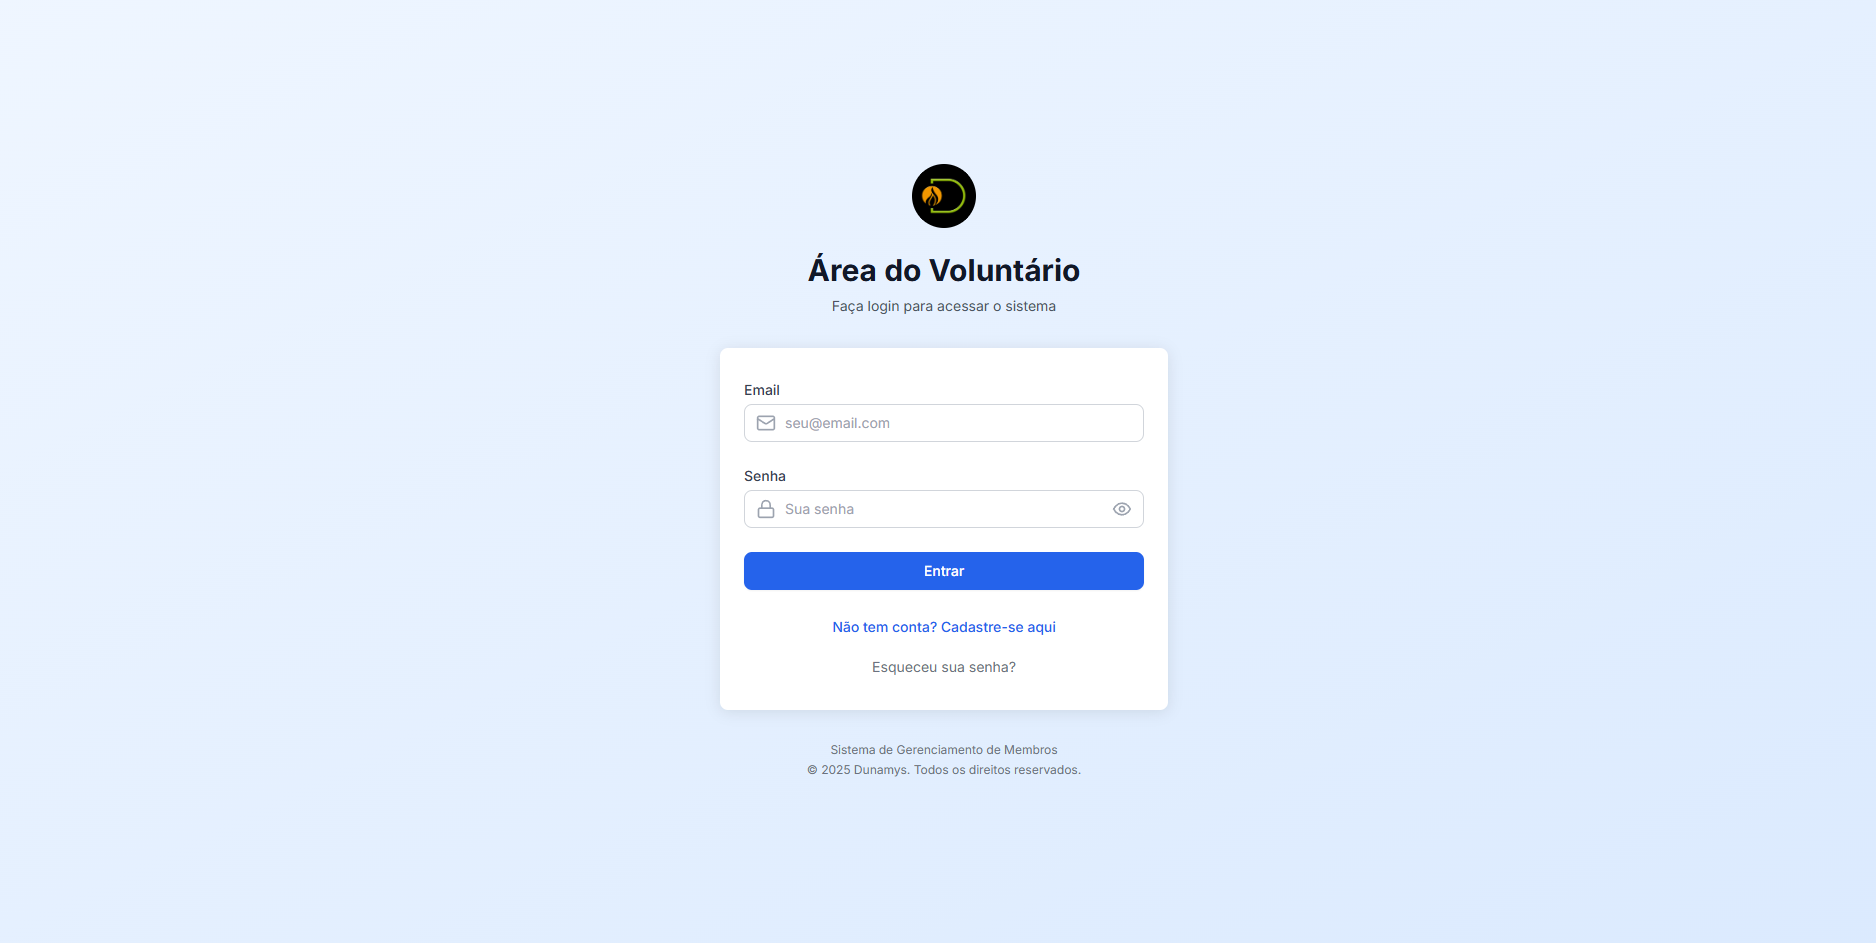 Área do Voluntário
Faça login para acessar o sistema
Email
seu@email.com
Senha
Sua senha
Entrar
Não tem conta? Cadastre-se aqui
Esqueceu sua senha?
Sistema de Gerenciamento de Membros
© 2025 Dunamys. Todos os direitos reservados.